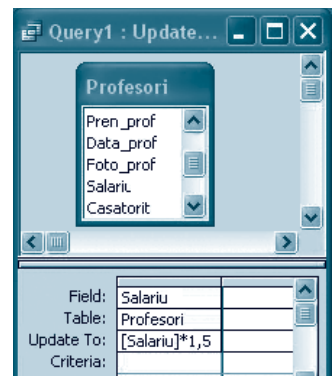 Query1 : Update...
Profesori
Pren_prof
Data_prof
Foto_prof
Salariu
Casatorit
Field: Salariu
Table: Profesori
Update To: [Salariu]*1,5
Criteria: